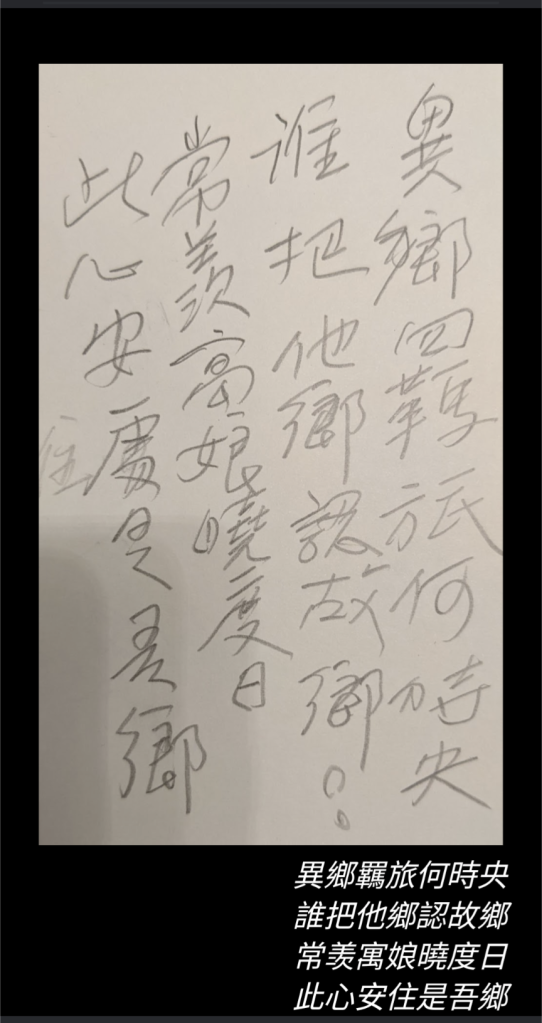 異鄉羈旅何時央
誰把他鄉認故鄉?
常羨寓娘曉度日
此心安處是吾鄉
住
異鄉羈旅何時央
誰把他鄉認故鄉
常羨寓娘曉度日
此心安住是吾鄉